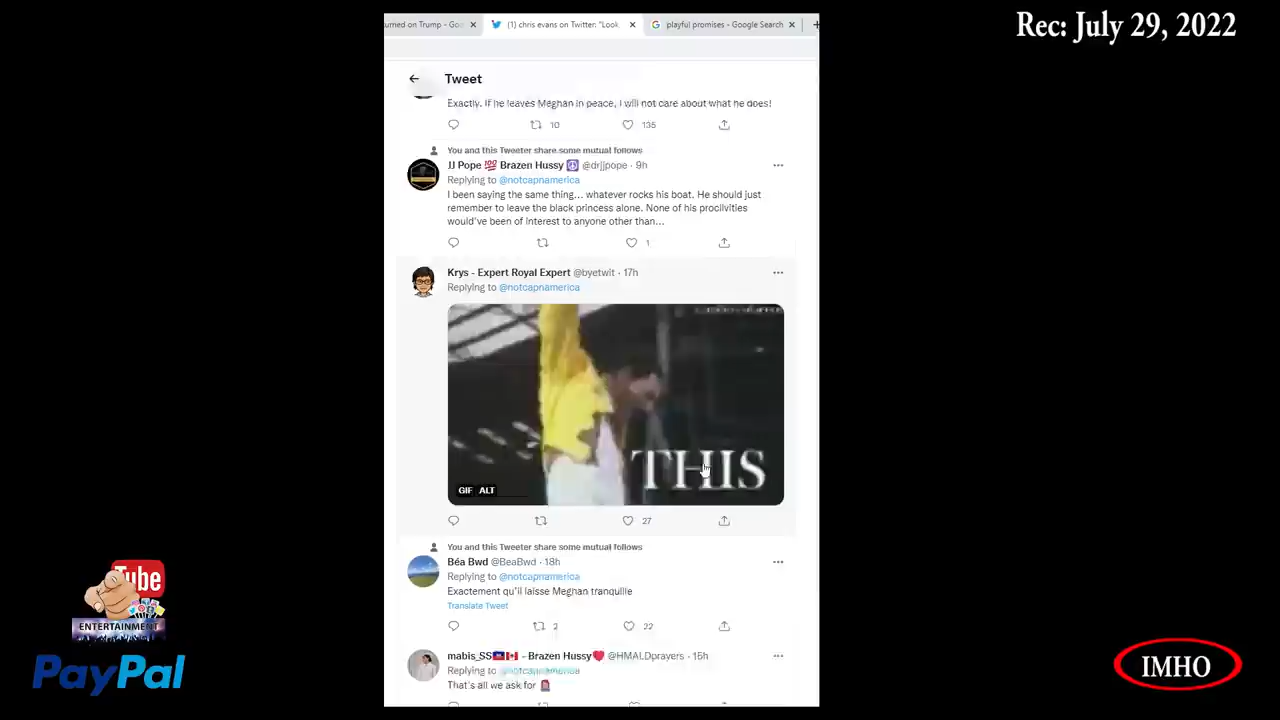 Rec: July 29, 2022
urned on Trump - Goo
(1) chris evans on Twitter: "Look
playful promises - Google Search
Tweet
Exactly. If he leaves Meghan in peace, I will not care about what he does!
10
135
You and this Tweeter share some mutual follows
JJ Pope 💯 Brazen Hussy ☮ @drjjpope · 9h
Replying to @notcapnamerica
I been saying the same thing... whatever rocks his boat. He should just
remember to leave the black princess alone. None of his procilvities
would've been of interest to anyone other than...
1
Krys - Expert Royal Expert @byetwit · 17h
Replying to @notcapnamerica
THIS
GIF ALT
27
You and this Tweeter share some mutual follows
Béa Bwd @BeaBwd · 18h
Replying to @notcapnamerica
Exactement qu'il laisse Meghan tranquille
Translate Tweet
2
22
mabis_SS🇭🇹🇨🇦 - Brazen Hussy❤ @HMALDprayers · 15h
Replying to @notcapnamerica
That's all we ask for
Tube
ENTERTAINMENT
PayPal
IMHO